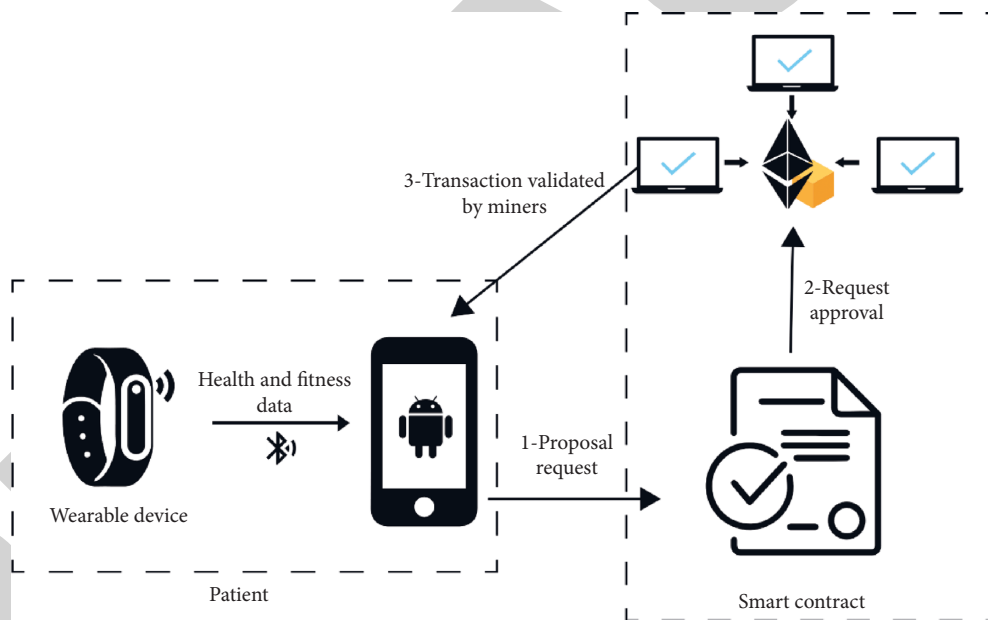 3-Transaction validated
by miners
2-Request
approval
Health and fitness
data
1-Proposal
request
Wearable device
Patient
Smart contract